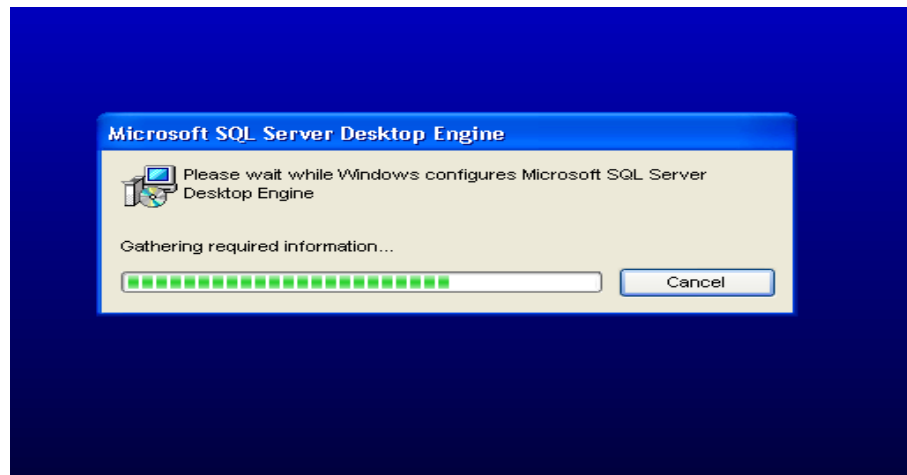 Microsoft SQL Server Desktop Engine
Please wait while Windows configures Microsoft SQL Server
Desktop Engine
Gathering required information...
Cancel